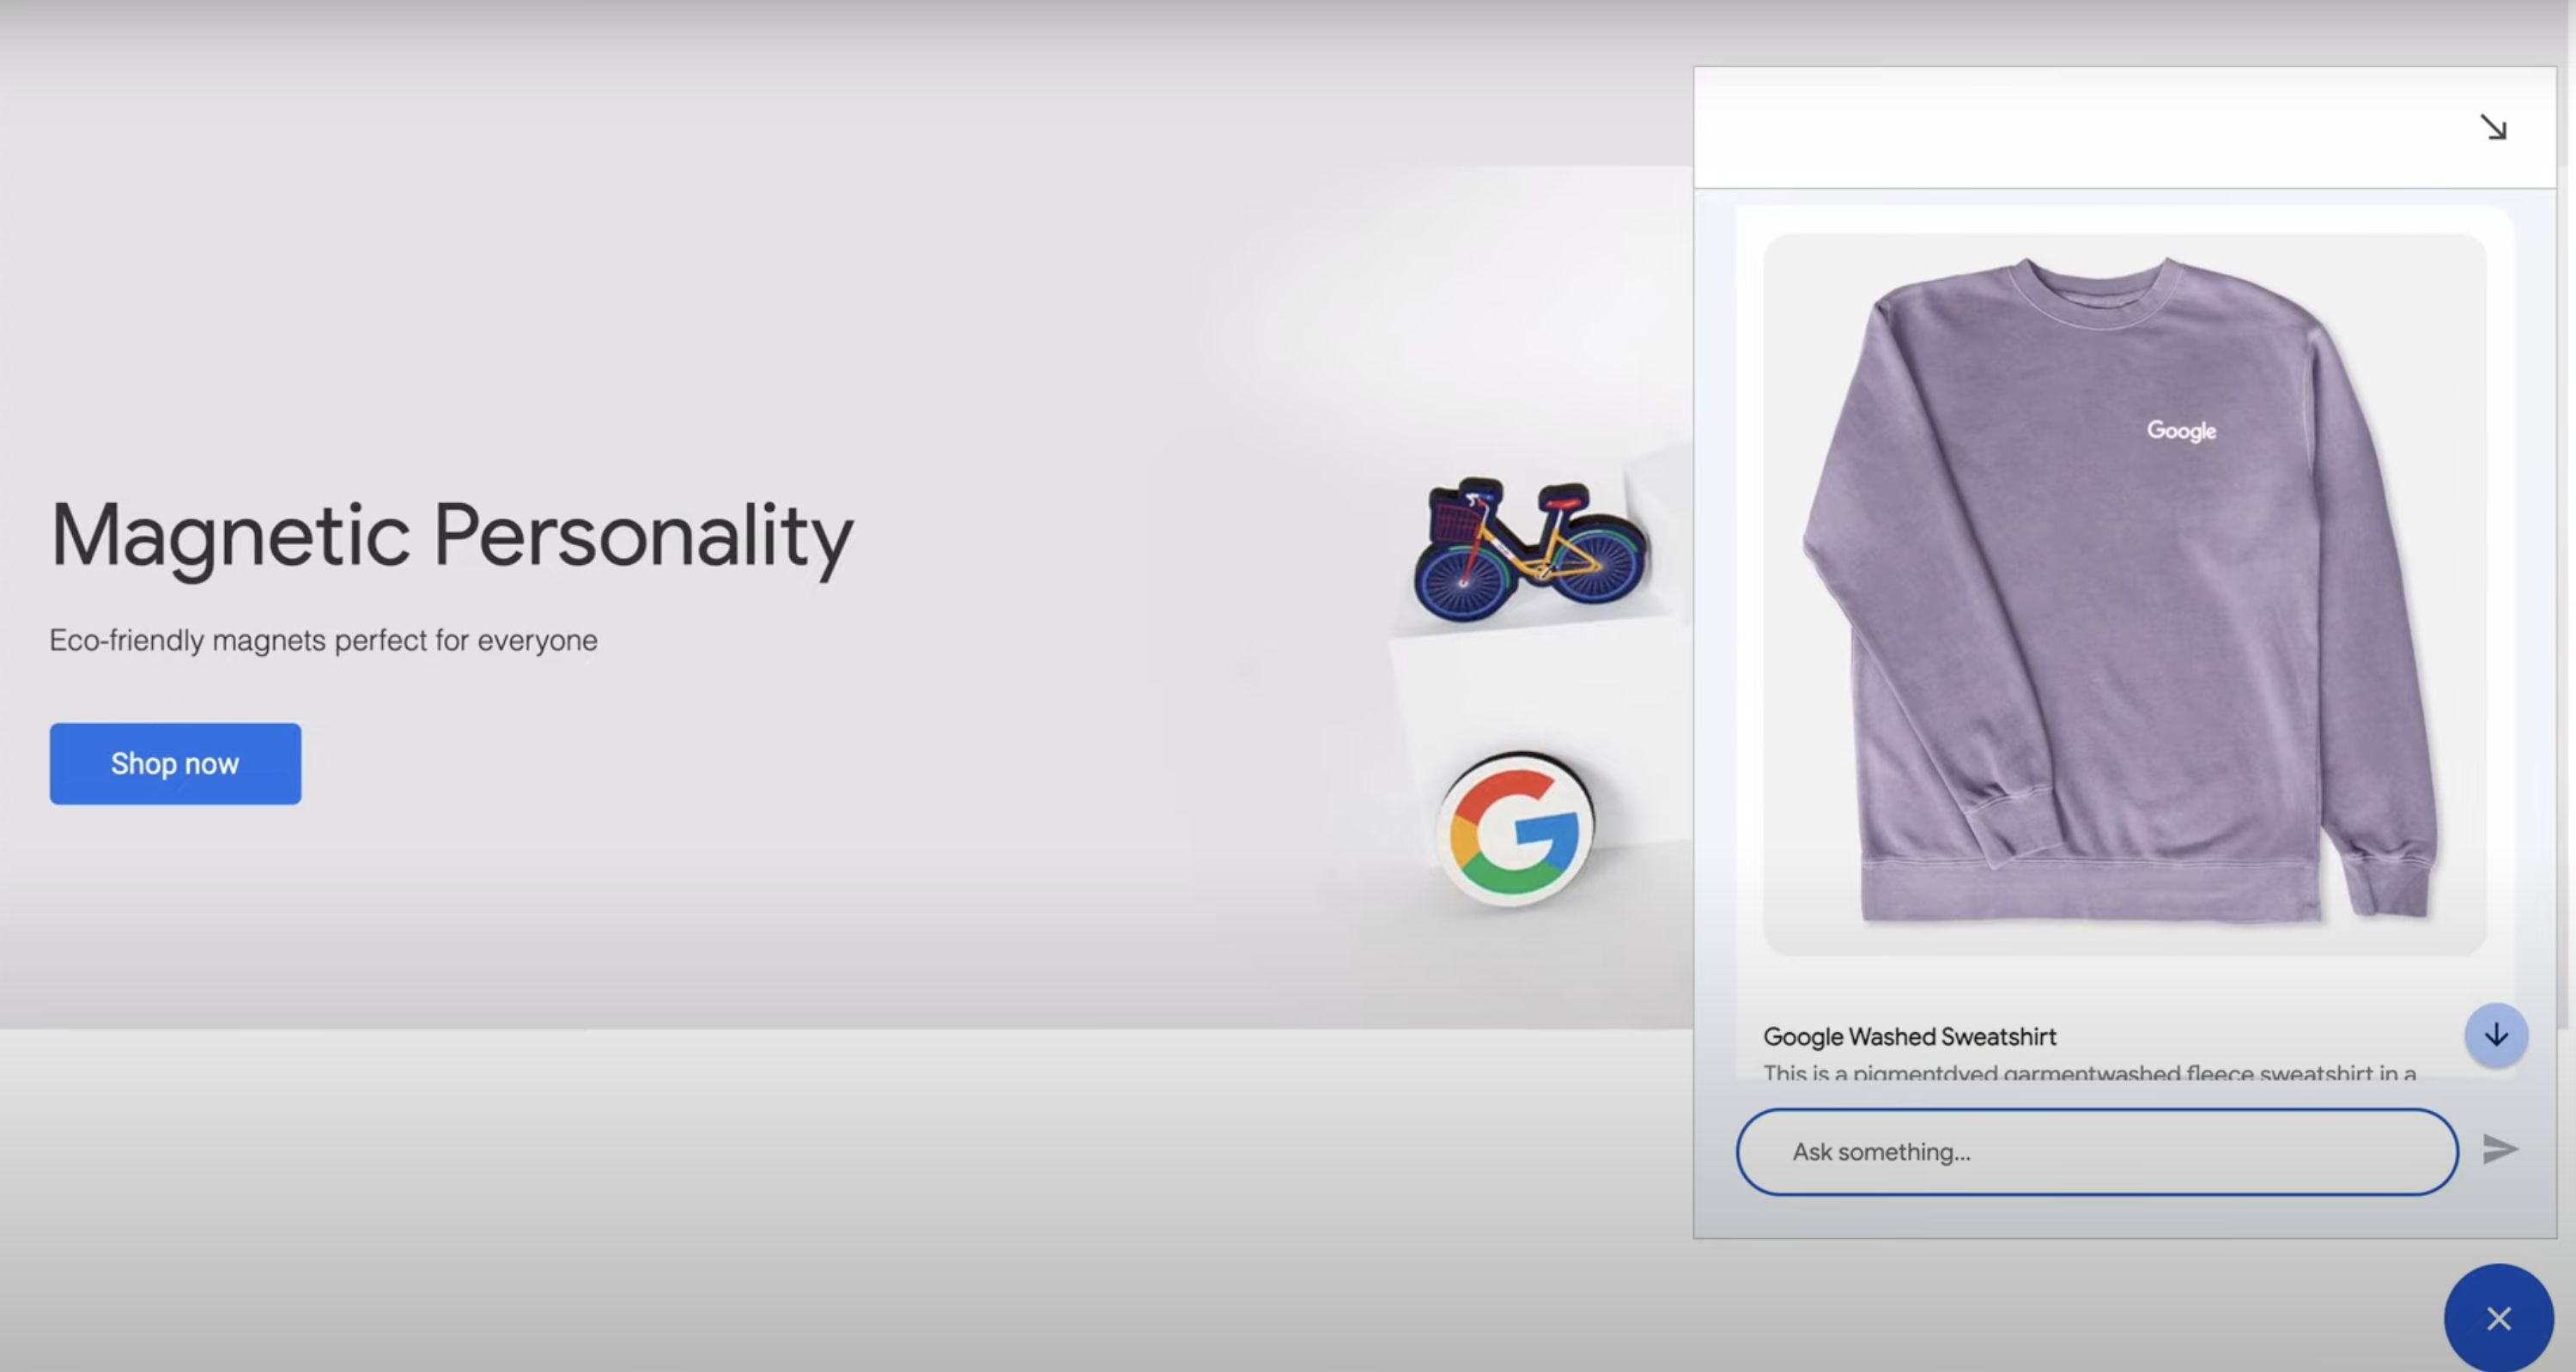 Magnetic Personality
Eco-friendly magnets perfect for everyone
Shop now
G
Google
Google Washed Sweatshirt
This is a pigmentdyed garmentwashed fleece sweatshirt in a
Ask something...